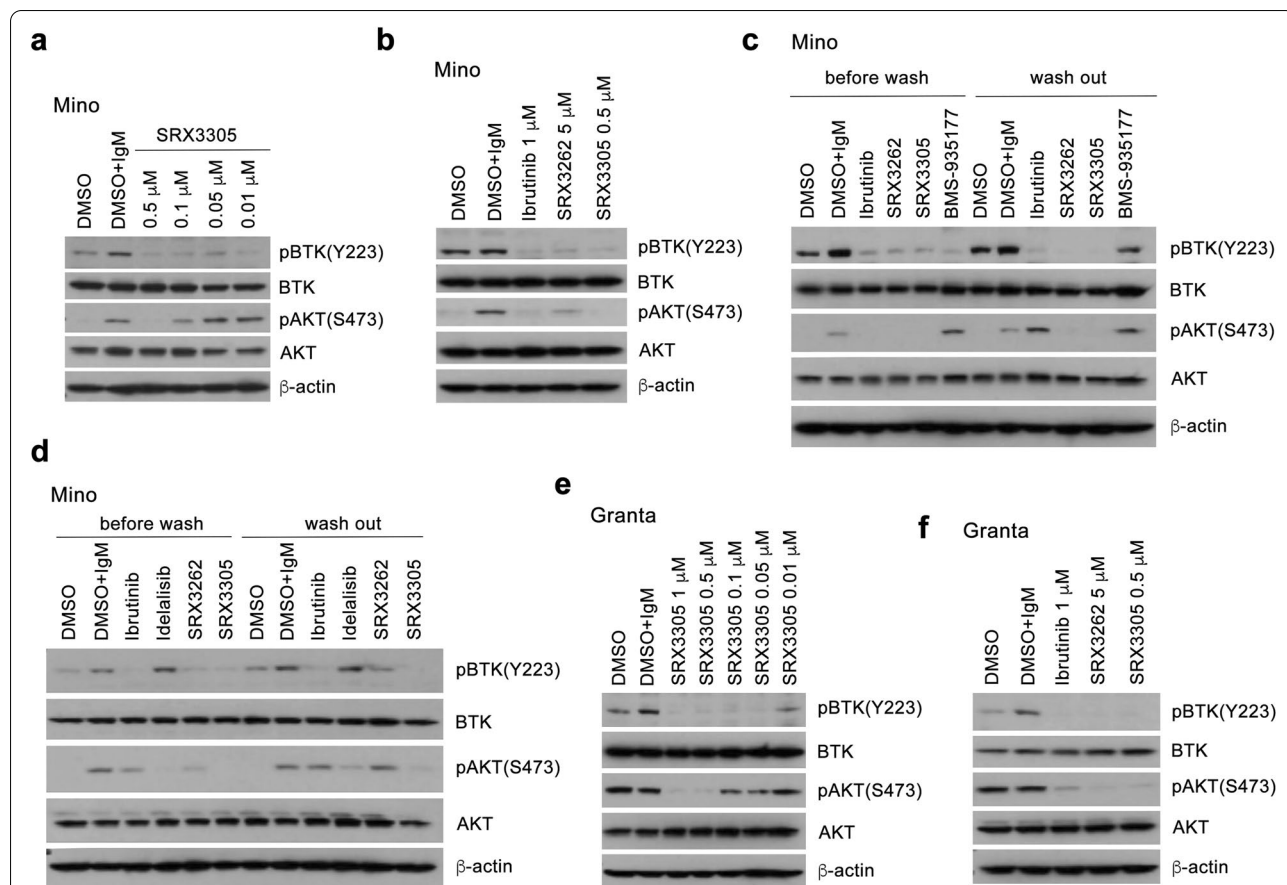 a
Mino
SRX3305
DMSO
DMSO+IgM
0.5 µM
0.1 µM
0.05 µM
0.01 µM
pBTK(Y223)
BTK
pAKT(S473)
AKT
β-actin
b
Mino
DMSO
DMSO+IgM
Ibrutinib 1 µM
SRX3262 5 µM
SRX3305 0.5 µM
pBTK(Y223)
BTK
pAKT(S473)
AKT
β-actin
c
Mino
before wash
wash out
DMSO
DMSO+IgM
Ibrutinib
SRX3262
SRX3305
BMS-935177
DMSO
DMSO+IgM
Ibrutinib
SRX3262
SRX3305
BMS-935177
pBTK(Y223)
BTK
pAKT(S473)
AKT
β-actin
d
Mino
before wash
wash out
DMSO
DMSO+IgM
Ibrutinib
Idelalisib
SRX3262
SRX3305
DMSO
DMSO+IgM
Ibrutinib
Idelalisib
SRX3262
SRX3305
pBTK(Y223)
BTK
pAKT(S473)
AKT
β-actin
e
Granta
DMSO
DMSO+IgM
SRX3305 1 µM
SRX3305 0.5 µM
SRX3305 0.1 µM
SRX3305 0.05 µM
SRX3305 0.01 µM
pBTK(Y223)
BTK
pAKT(S473)
AKT
β-actin
f
Granta
DMSO
DMSO+IgM
Ibrutinib 1 µM
SRX3262 5 µM
SRX3305 0.5 µM
pBTK(Y223)
BTK
pAKT(S473)
AKT
β-actin